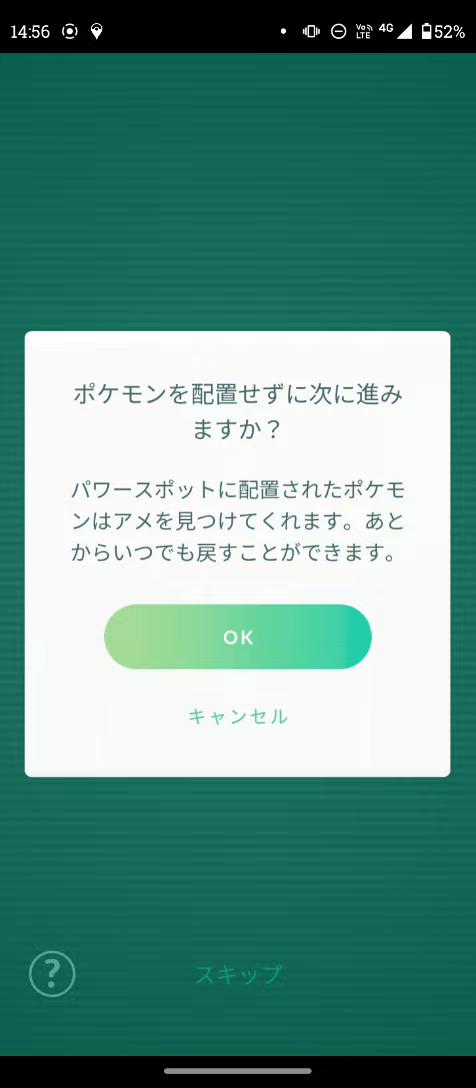 14:56
Vo
LTE
4G
52%
ポケモンを配置せずに次に進み
ますか？
パワースポットに配置されたポケモ
ンはアメを見つけてくれます。あと
からいつでも戻すことができます。
OK
キャンセル
?
スキップ